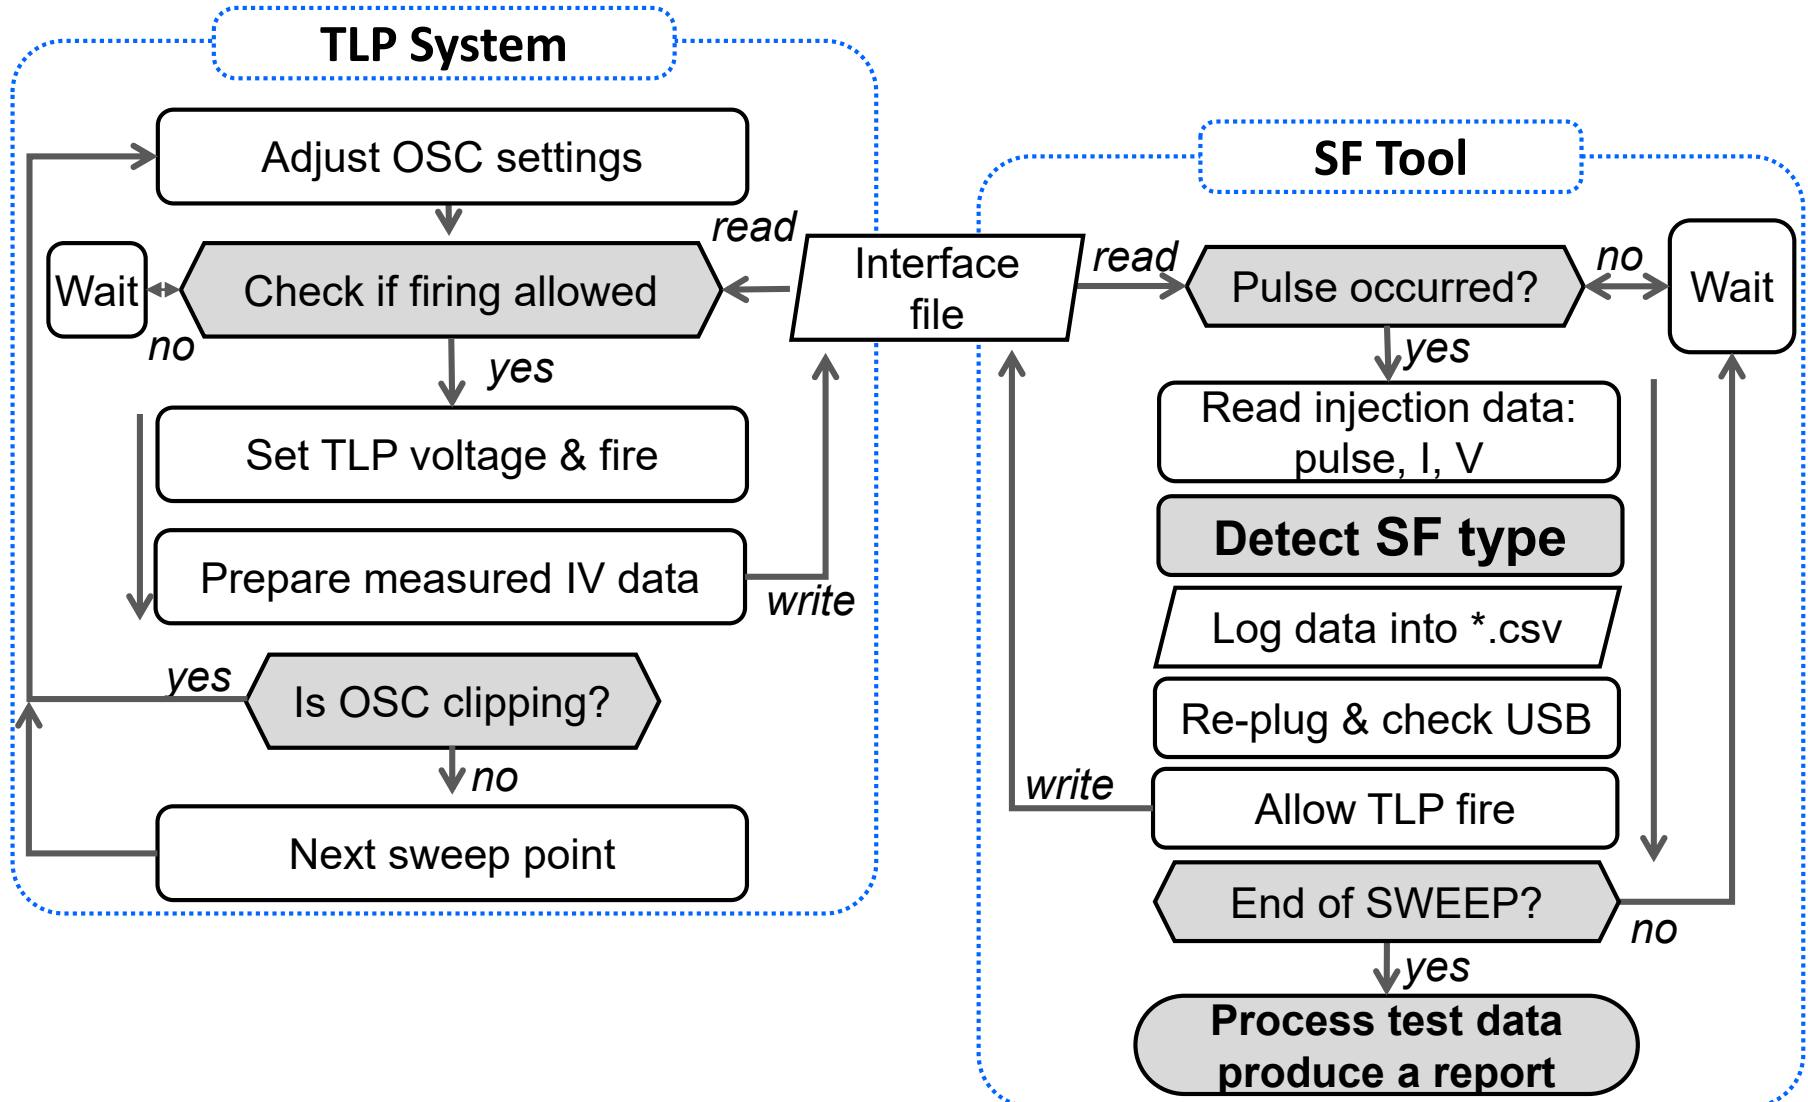 TLP System
Adjust OSC settings
read
Wait
Check if firing allowed
no
yes
Set TLP voltage & fire
Prepare measured IV data
write
yes
Is OSC clipping?
no
Next sweep point
Interface
file
SF Tool
read
Pulse occurred?
no
Wait
yes
Read injection data:
pulse, I, V
Detect SF type
Log data into *.csv
Re-plug & check USB
write
Allow TLP fire
End of SWEEP?
no
yes
Process test data
produce a report